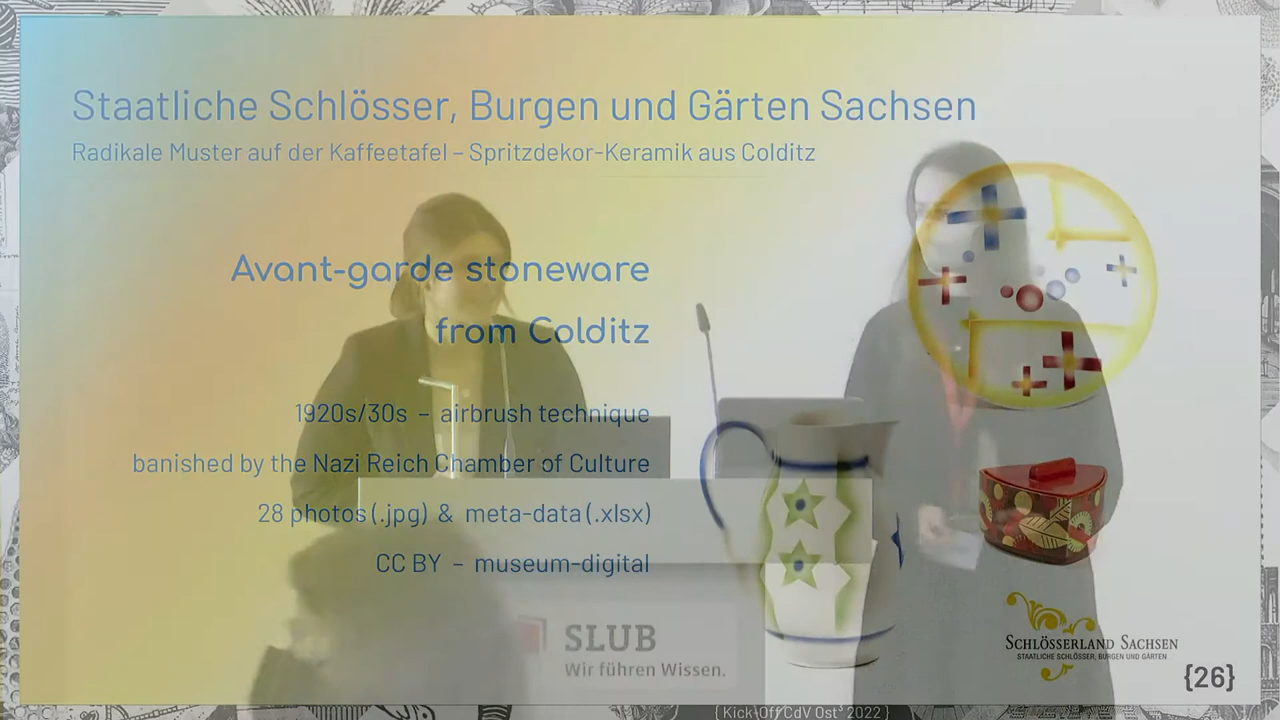 Staatliche Schlösser, Burgen und Gärten Sachsen
Radikale Muster auf der Kaffeetafel – Spritzdekor-Keramik aus Colditz
Avant-garde stoneware
from Colditz
1920s/30s – airbrush technique
banished by the Nazi Reich Chamber of Culture
28 photos (.jpg) & meta-data (.xlsx)
CC BY – museum-digital
SLUB
Wir führen Wissen.
SCHLÖSSERLAND SACHSEN
STAATLICHE SCHLÖSSER, BURGEN UND GÄRTEN
{26}
{ Kick-Off CdV Ost³ 2022 }